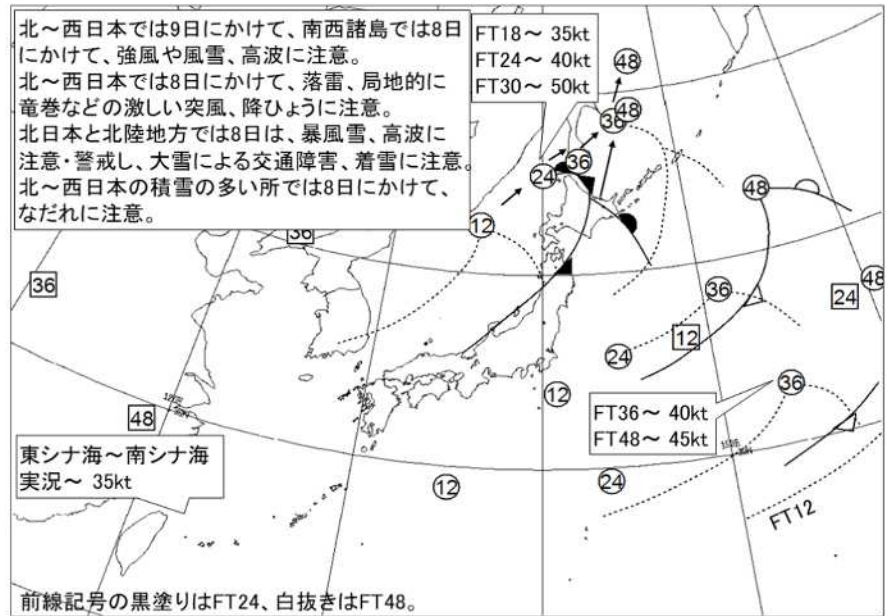 北～西日本では9日にかけて、南西諸島では8日
にかけて、強風や風雪、高波に注意。
北～西日本では8日にかけて、落雷、局地的に
竜巻などの激しい突風、降ひょうに注意。
北日本と北陸地方では8日は、暴風雪、高波に
注意・警戒し、大雪による交通障害、着雪に注意。
北～西日本の積雪の多い所では8日にかけて、
なだれに注意。
FT18～ 35kt
FT24～ 40kt
FT30～ 50kt
48
48
36
36
24
48
12
36
36
48
36
24
12
24
36
12
48
FT36～ 40kt
FT48～ 45kt
東シナ海～南シナ海
実況～ 35kt
12
24
FT12
前線記号の黒塗りはFT24、白抜きはFT48。